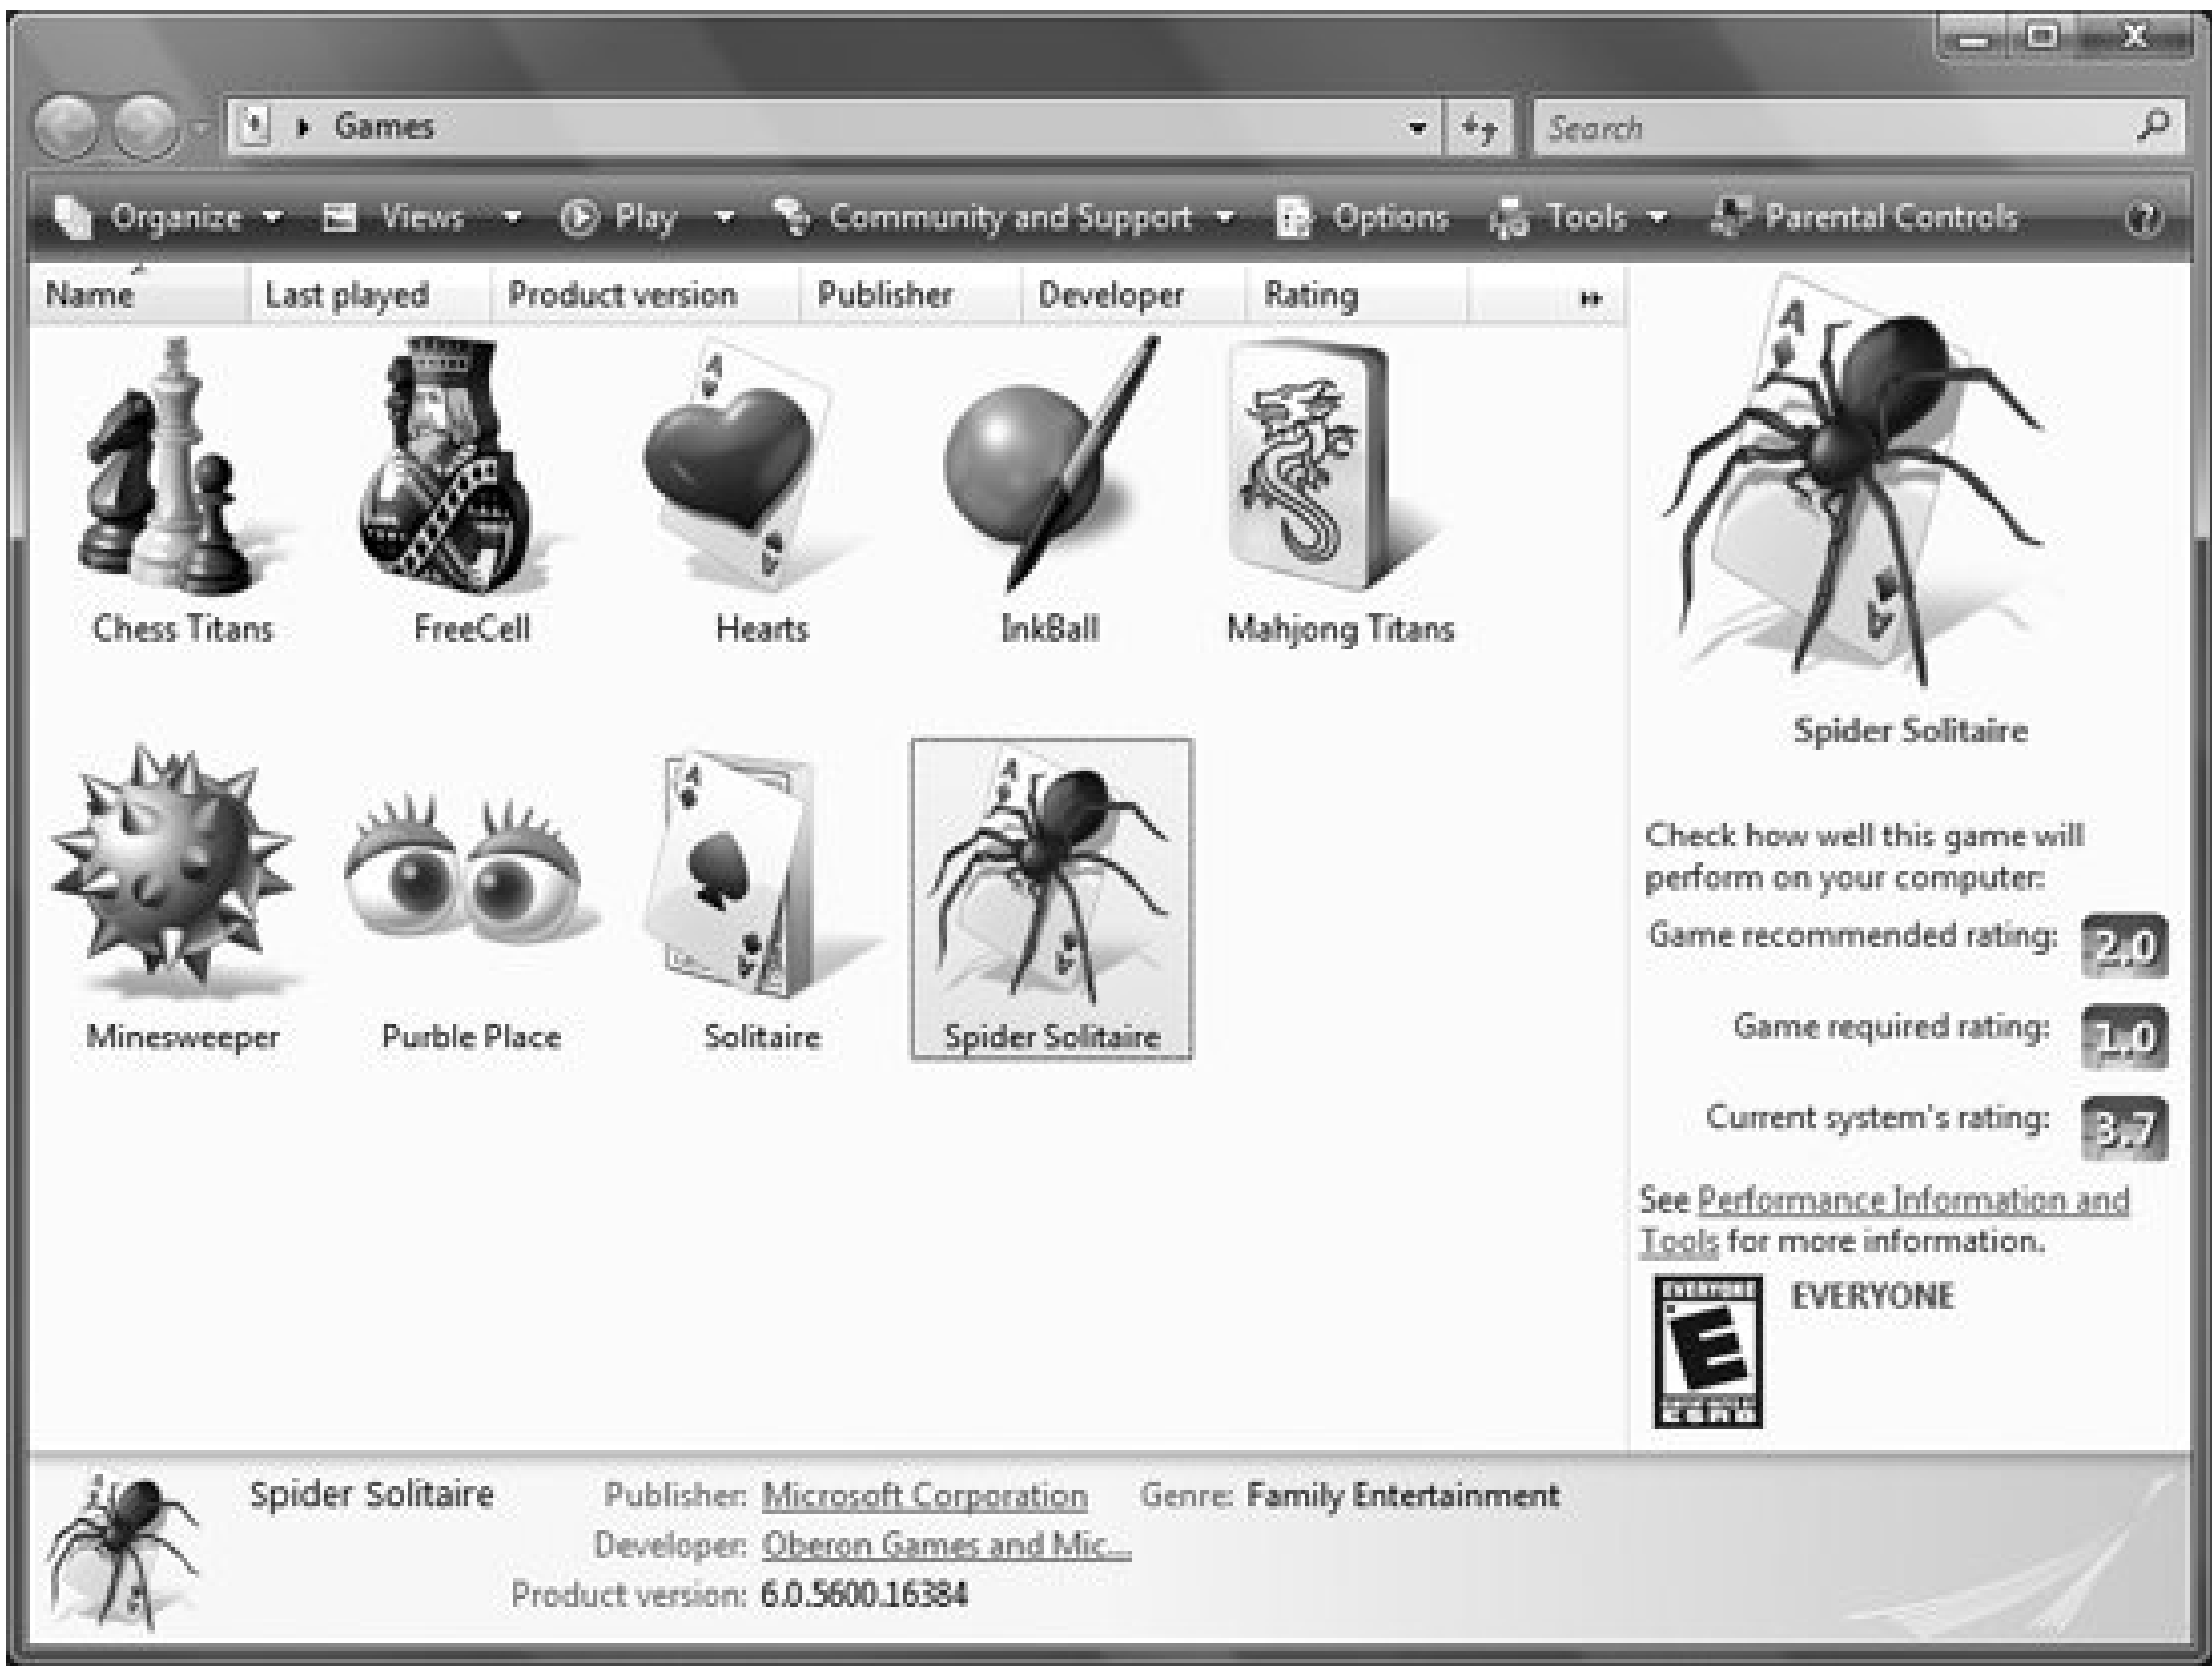 Games
Search
Organize Views Play Community and Support Options Tools Parental Controls ?
Name Last played Product version Publisher Developer Rating
Chess Titans FreeCell Hearts InkBall Mahjong Titans
Minesweeper Purble Place Solitaire Spider Solitaire
Spider Solitaire
Check how well this game will
perform on your computer:
Game recommended rating: 2.0
Game required rating: 1.0
Current system's rating: 3.7
See Performance Information and
Tools for more information.
EVERYONE
E
EVERYONE
Spider Solitaire
Publisher: Microsoft Corporation Genre: Family Entertainment
Developer: Oberon Games and Mic...
Product version: 6.0.5600.16384